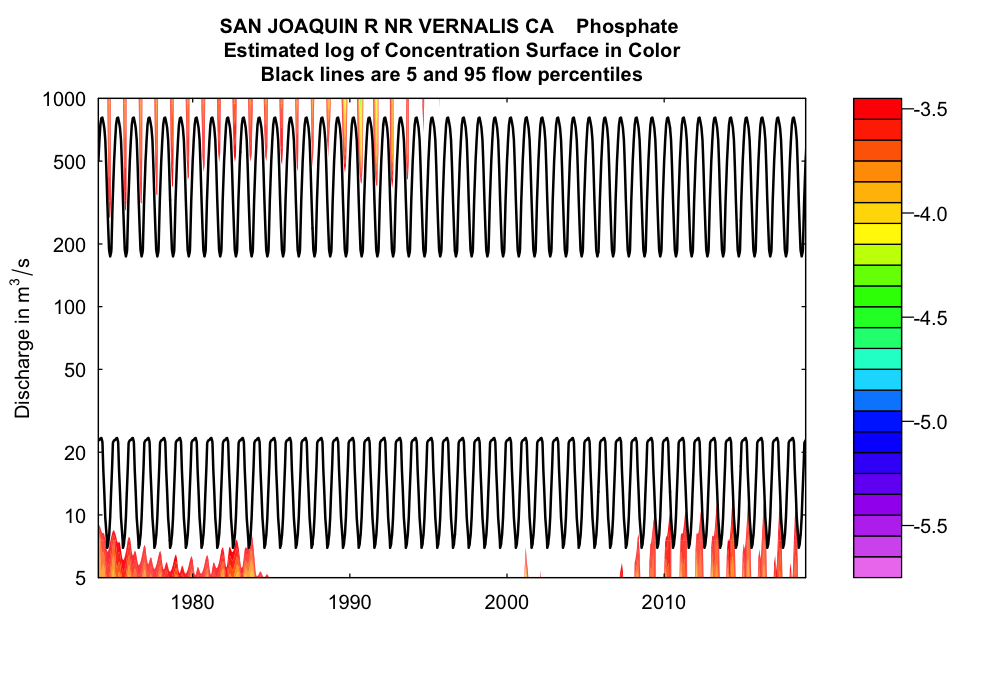 SAN JOAQUIN R NR VERNALIS CA Phosphate
Estimated log of Concentration Surface in Color
Black lines are 5 and 95 flow percentiles
1000
500
200
100
50
20
10
5
Discharge in m³/s
1980 1990 2000 2010
-3.5
-4.0
-4.5
-5.0
-5.5